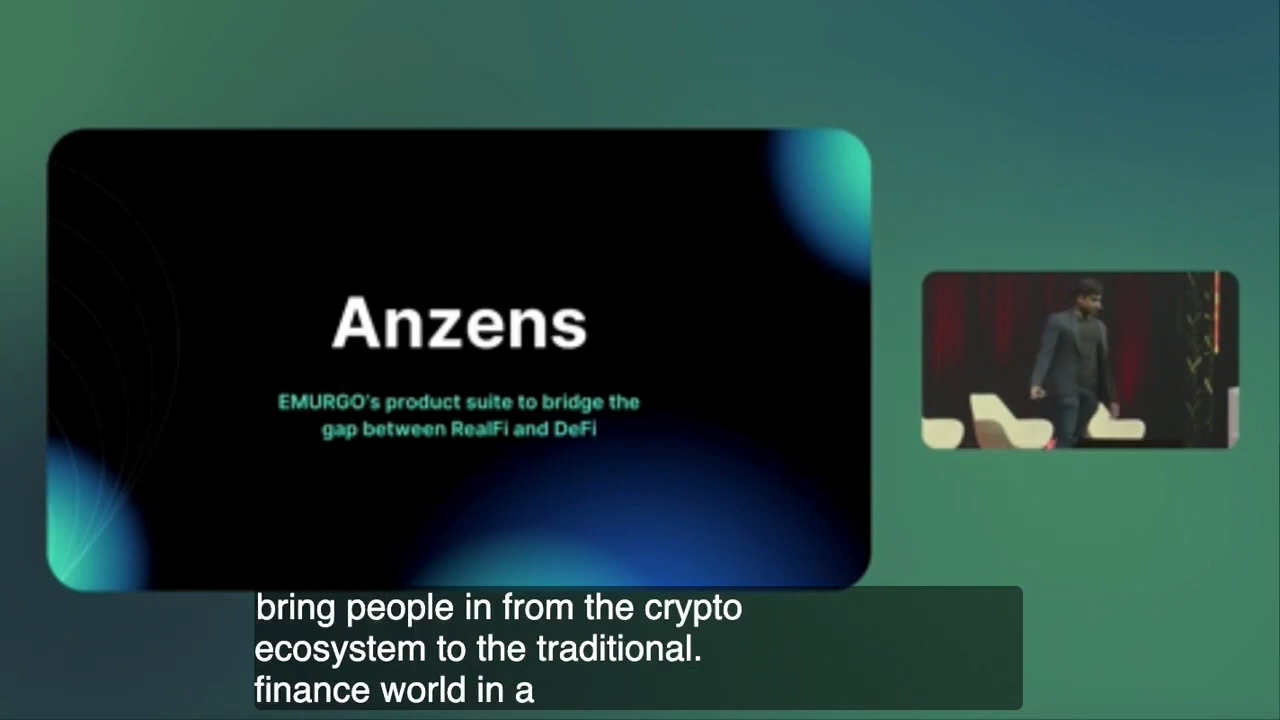 Anzens
EMURGO's product suite to bridge the
gap between RealFi and DeFi
bring people in from the crypto
ecosystem to the traditional.
finance world in a